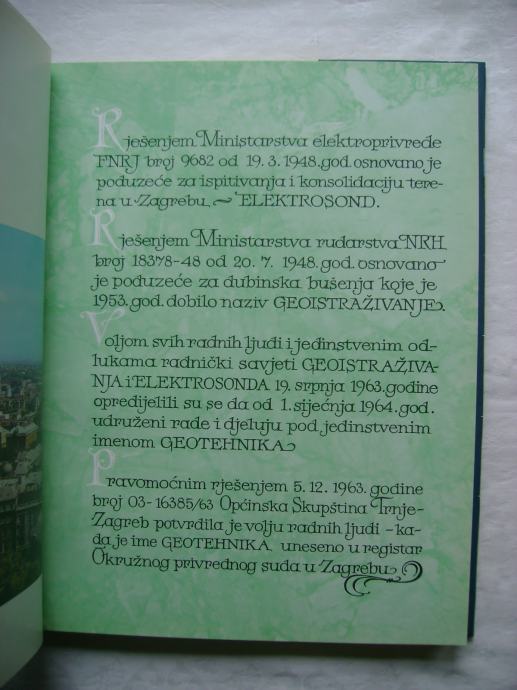 Rješenjem Ministarstva elektroprivrede
FNRJ broj 9682 od 19. 3. 1948. god. osnovano je
poduzeće za ispitivanja i konsolidaciju tere-
na u Zagrebu ~ ELEKTROSOND.
Rješenjem Ministarstva rudarstva NRH
broj 18378-48 od 20. 7. 1948. god. osnovano
je poduzeće za dubinska bušenja koje je
1953. god. dobilo naziv GEOISTRAŽIVANJE.
Voljom svih radnih ljudi i jedinstvenim od-
lukama radnički savjeti GEOISTRAŽIVA-
NJA i ELEKTROSONDA 19. srpnja 1963. godine
opredijelili su se da od 1. siječnja 1964. god.
udruženi rade i djeluju pod jedinstvenim
imenom GEOTEHNIKA
Pravomoćnim rješenjem 5. 12. 1963. godine
broj 03-16385/63 Općinska Skupština Trnje-
Zagreb potvrdila je volju radnih ljudi - ka-
da je ime GEOTEHNIKA uneseno u registar
Okružnog privrednog suda u Zagrebu